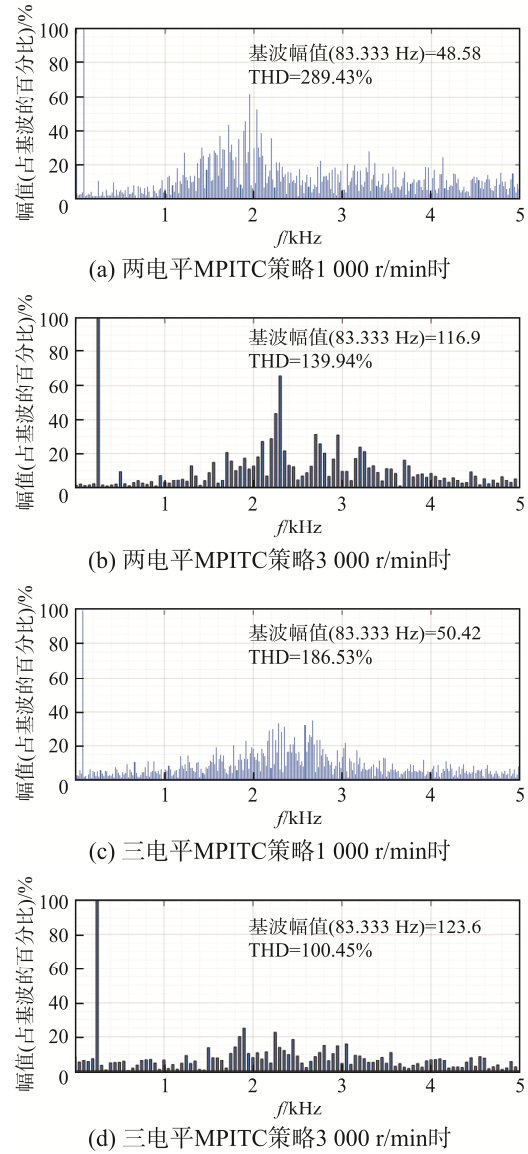 幅值(占基波的百分比)/%
100
80
60
40
20
0
基波幅值(83.333 Hz)=48.58
THD=289.43%
1
2
3
4
5
f/kHz
(a) 两电平MPITC策略1 000 r/min时
幅值(占基波的百分比)/%
100
80
60
40
20
0
基波幅值(83.333 Hz)=116.9
THD=139.94%
1
2
3
4
5
f/kHz
(b) 两电平MPITC策略3 000 r/min时
幅值(占基波的百分比)/%
100
80
60
40
20
0
基波幅值(83.333 Hz)=50.42
THD=186.53%
1
2
3
4
5
f/kHz
(c) 三电平MPITC策略1 000 r/min时
幅值(占基波的百分比)/%
100
80
60
40
20
0
基波幅值(83.333 Hz)=123.6
THD=100.45%
1
2
3
4
5
f/kHz
(d) 三电平MPITC策略3 000 r/min时